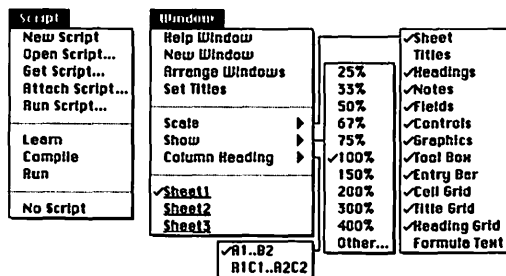 Script
New Script
Open Script...
Get Script...
Attach Script...
Run Script...
Learn
Compile
Run
No Script
Window
Help Window
New Window
Arrange Windows
Set Titles
Scale
Show
Column Heading
✓Sheet1
Sheet2
Sheet3
25%
33%
50%
67%
75%
✓100%
150%
200%
300%
400%
Other...
✓Sheet
Titles
✓Headings
✓Notes
✓Fields
✓Controls
✓Graphics
✓Tool Box
✓Entry Bar
✓Cell Grid
✓Title Grid
✓Heading Grid
Formula Text
✓A1..B2
R1C1..R2C2